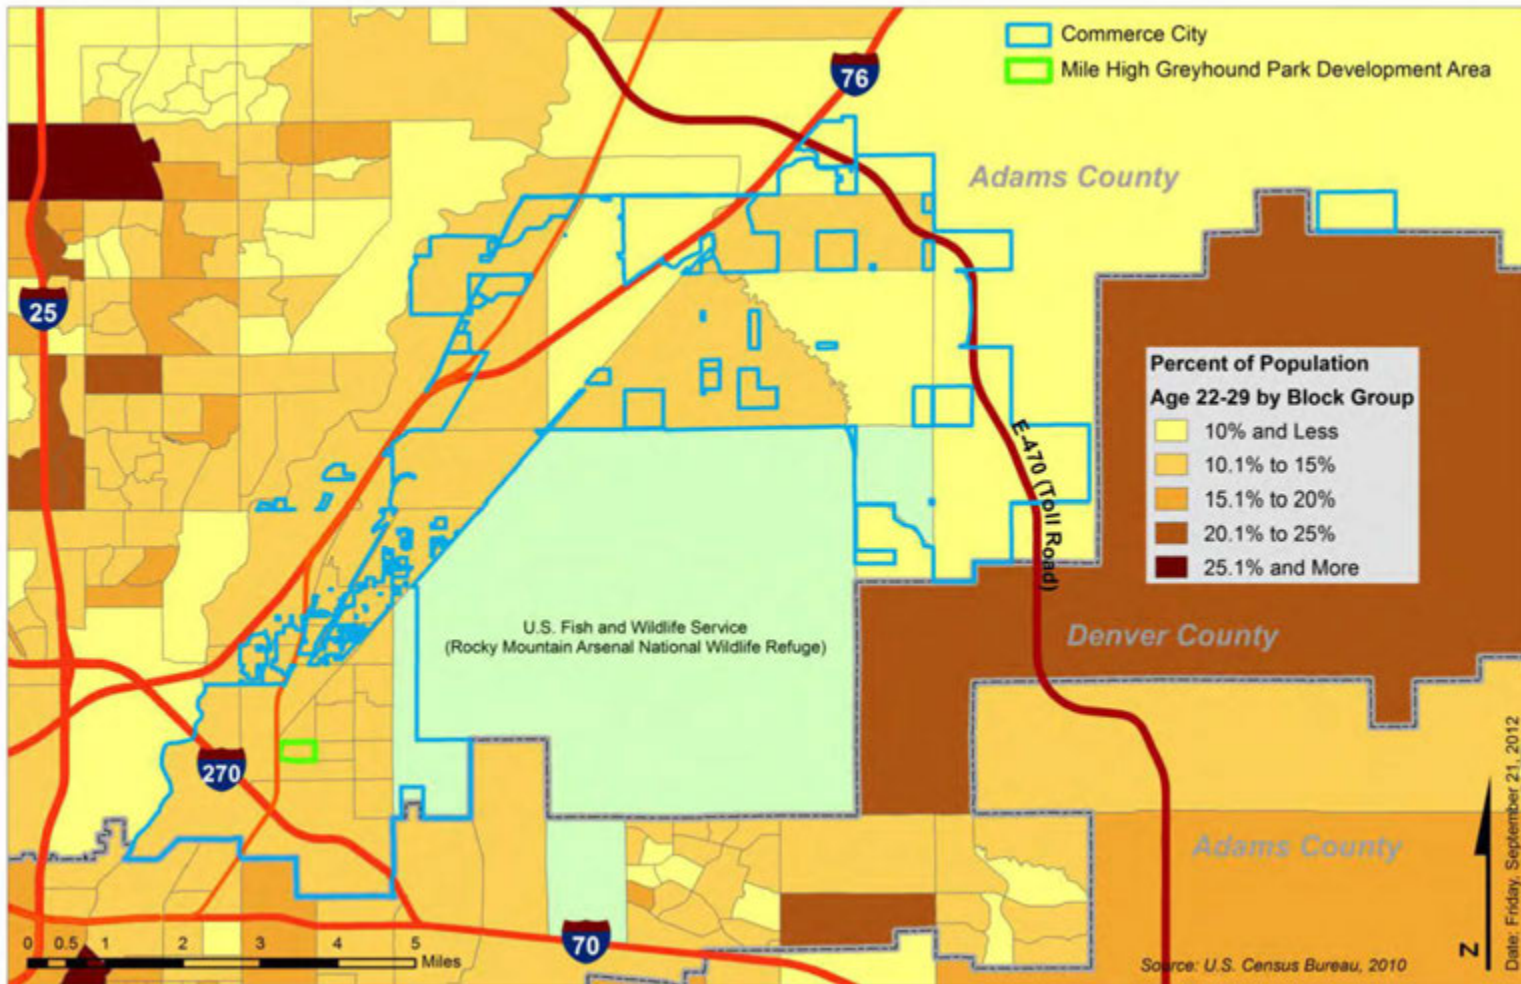 Commerce City
Mile High Greyhound Park Development Area
76
Adams County
25
Percent of Population
Age 22-29 by Block Group
10% and Less
10.1% to 15%
15.1% to 20%
20.1% to 25%
25.1% and More
E-470 (Toll Road)
U.S. Fish and Wildlife Service
(Rocky Mountain Arsenal National Wildlife Refuge)
Denver County
270
Adams County
70
0 0.5 1 2 3 4 5
Miles
Source: U.S. Census Bureau, 2010
N
Date: Friday, September 21, 2012